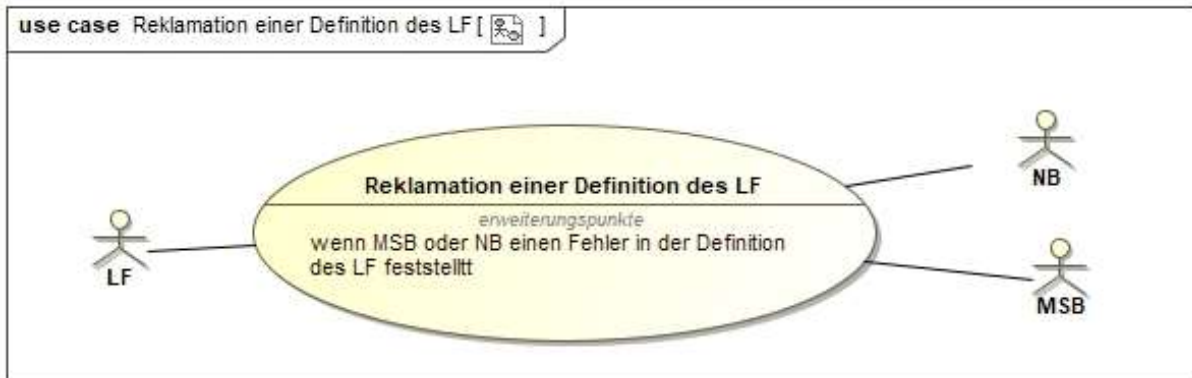 use case Reklamation einer Definition des LF [ ]
NB
Reklamation einer Definition des LF
erweiterungspunkte
wenn MSB oder NB einen Fehler in der Definition
des LF feststelltt
LF
MSB